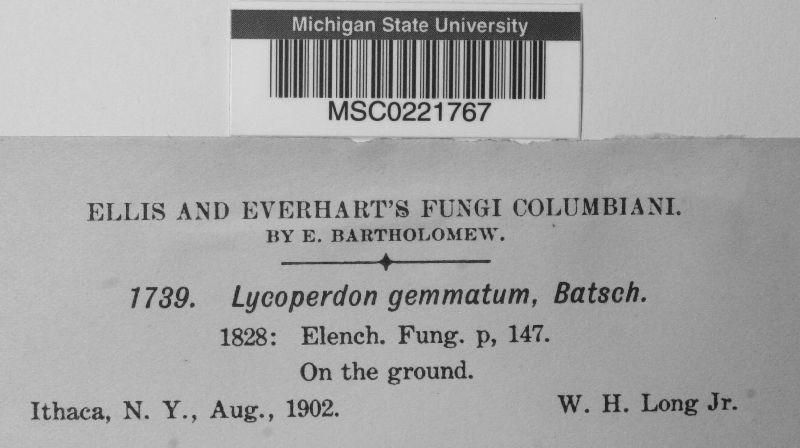 Michigan State University
MSC0221767
ELLIS AND EVERHART'S FUNGI COLUMBIANI.
BY E. BARTHOLOMEW.
1739. Lycoperdon gemmatum, Batsch.
1828: Elench. Fung. p, 147.
On the ground.
Ithaca, N. Y., Aug., 1902. W. H. Long Jr.